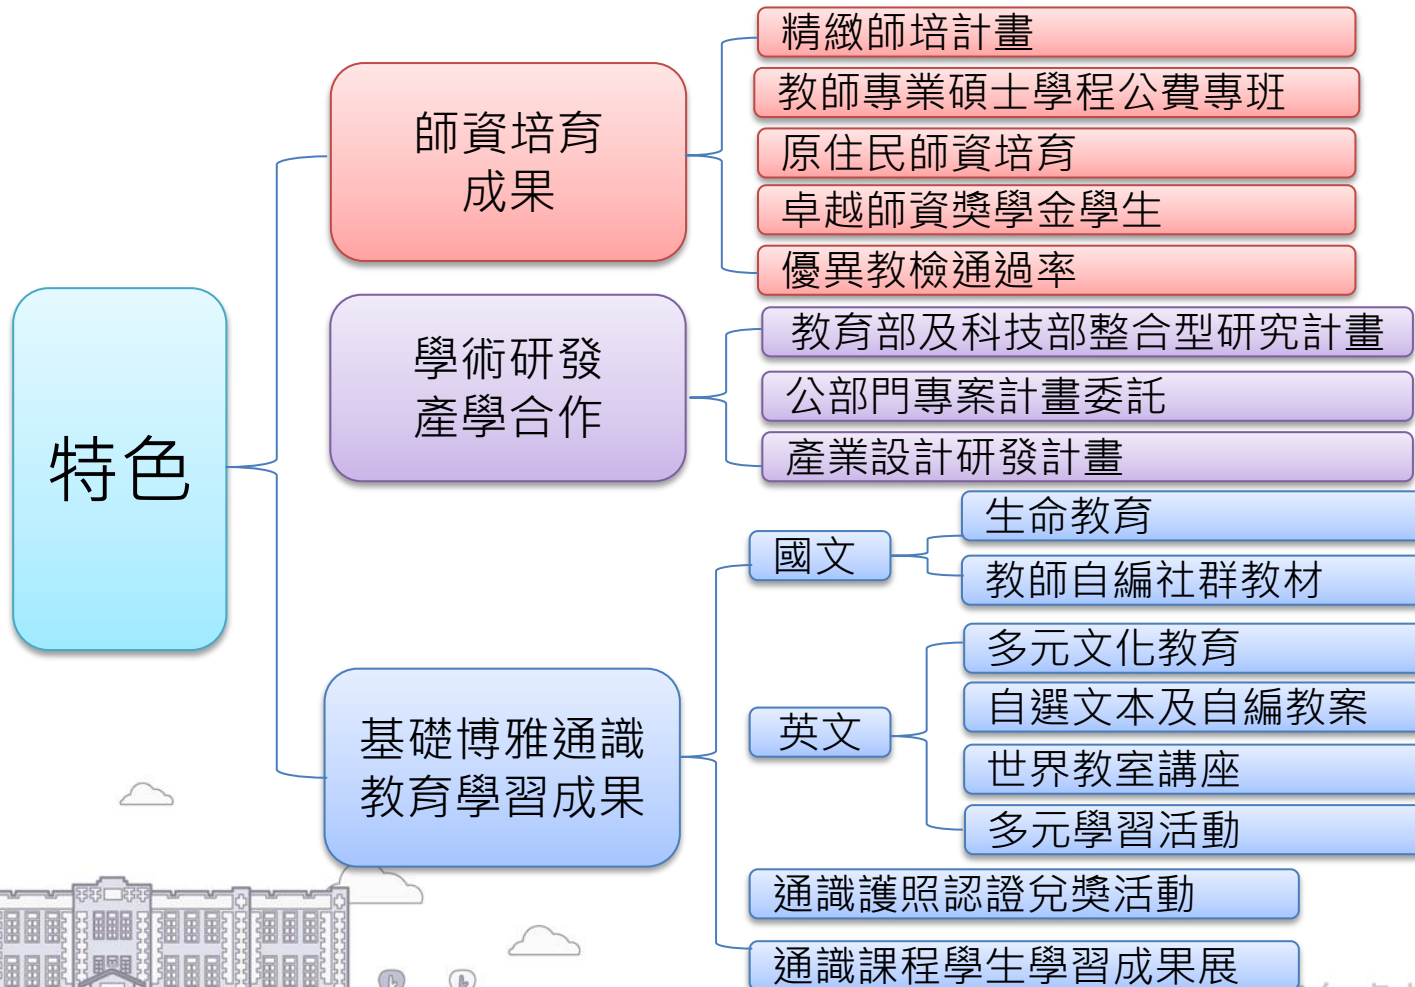 特色
師資培育
成果
精緻師培計畫
教師專業碩士學程公費專班
原住民師資培育
卓越師資獎學金學生
優異教檢通過率
學術研發
產學合作
教育部及科技部整合型研究計畫
公部門專案計畫委託
產業設計研發計畫
基礎博雅通識
教育學習成果
國文
生命教育
教師自編社群教材
英文
多元文化教育
自選文本及自編教案
世界教室講座
多元學習活動
通識護照認證兌獎活動
通識課程學生學習成果展